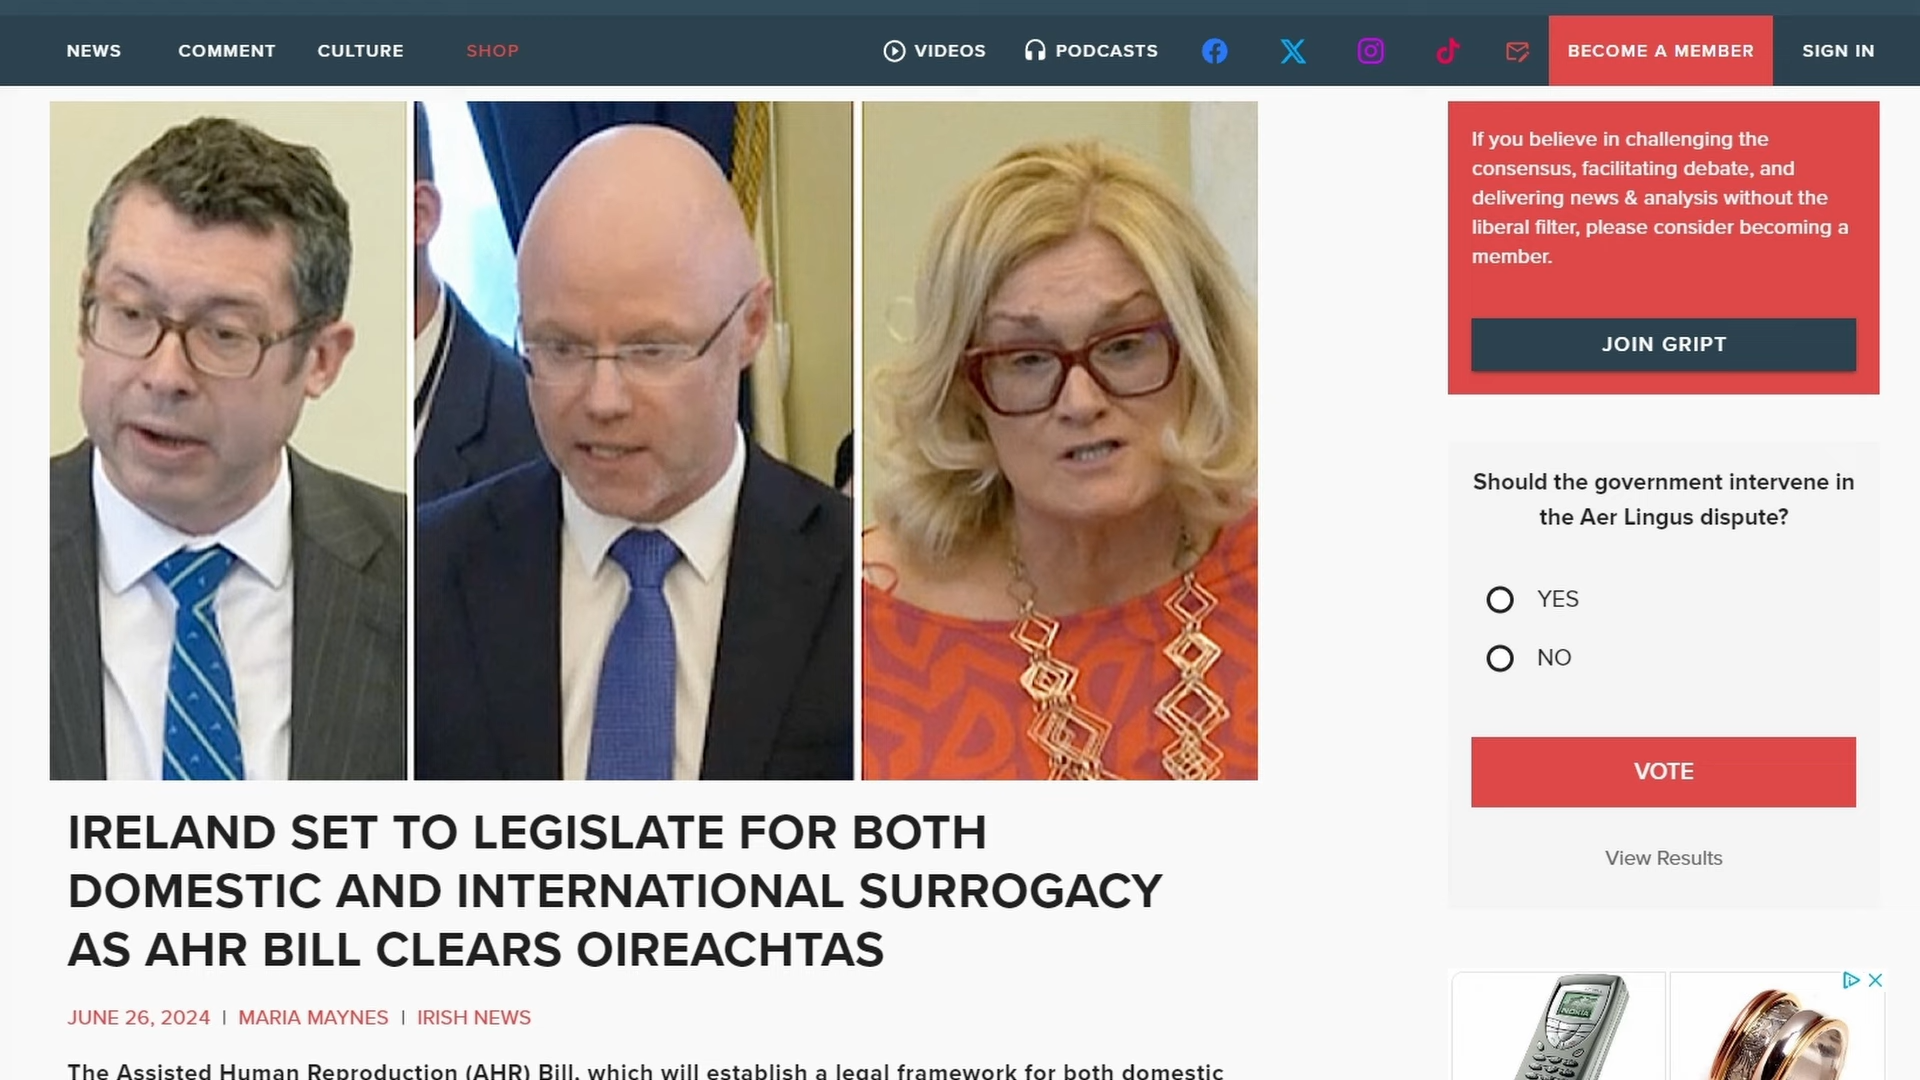 NEWS COMMENT CULTURE SHOP VIDEOS PODCASTS BECOME A MEMBER SIGN IN
If you believe in challenging the
consensus, facilitating debate, and
delivering news & analysis without the
liberal filter, please consider becoming a
member.
JOIN GRIPT
Should the government intervene in
the Aer Lingus dispute?
YES
NO
VOTE
View Results
IRELAND SET TO LEGISLATE FOR BOTH
DOMESTIC AND INTERNATIONAL SURROGACY
AS AHR BILL CLEARS OIREACHTAS
JUNE 26, 2024 | MARIA MAYNES | IRISH NEWS
The Assisted Human Reproduction (AHR) Bill, which will establish a legal framework for both domestic
NOKIA